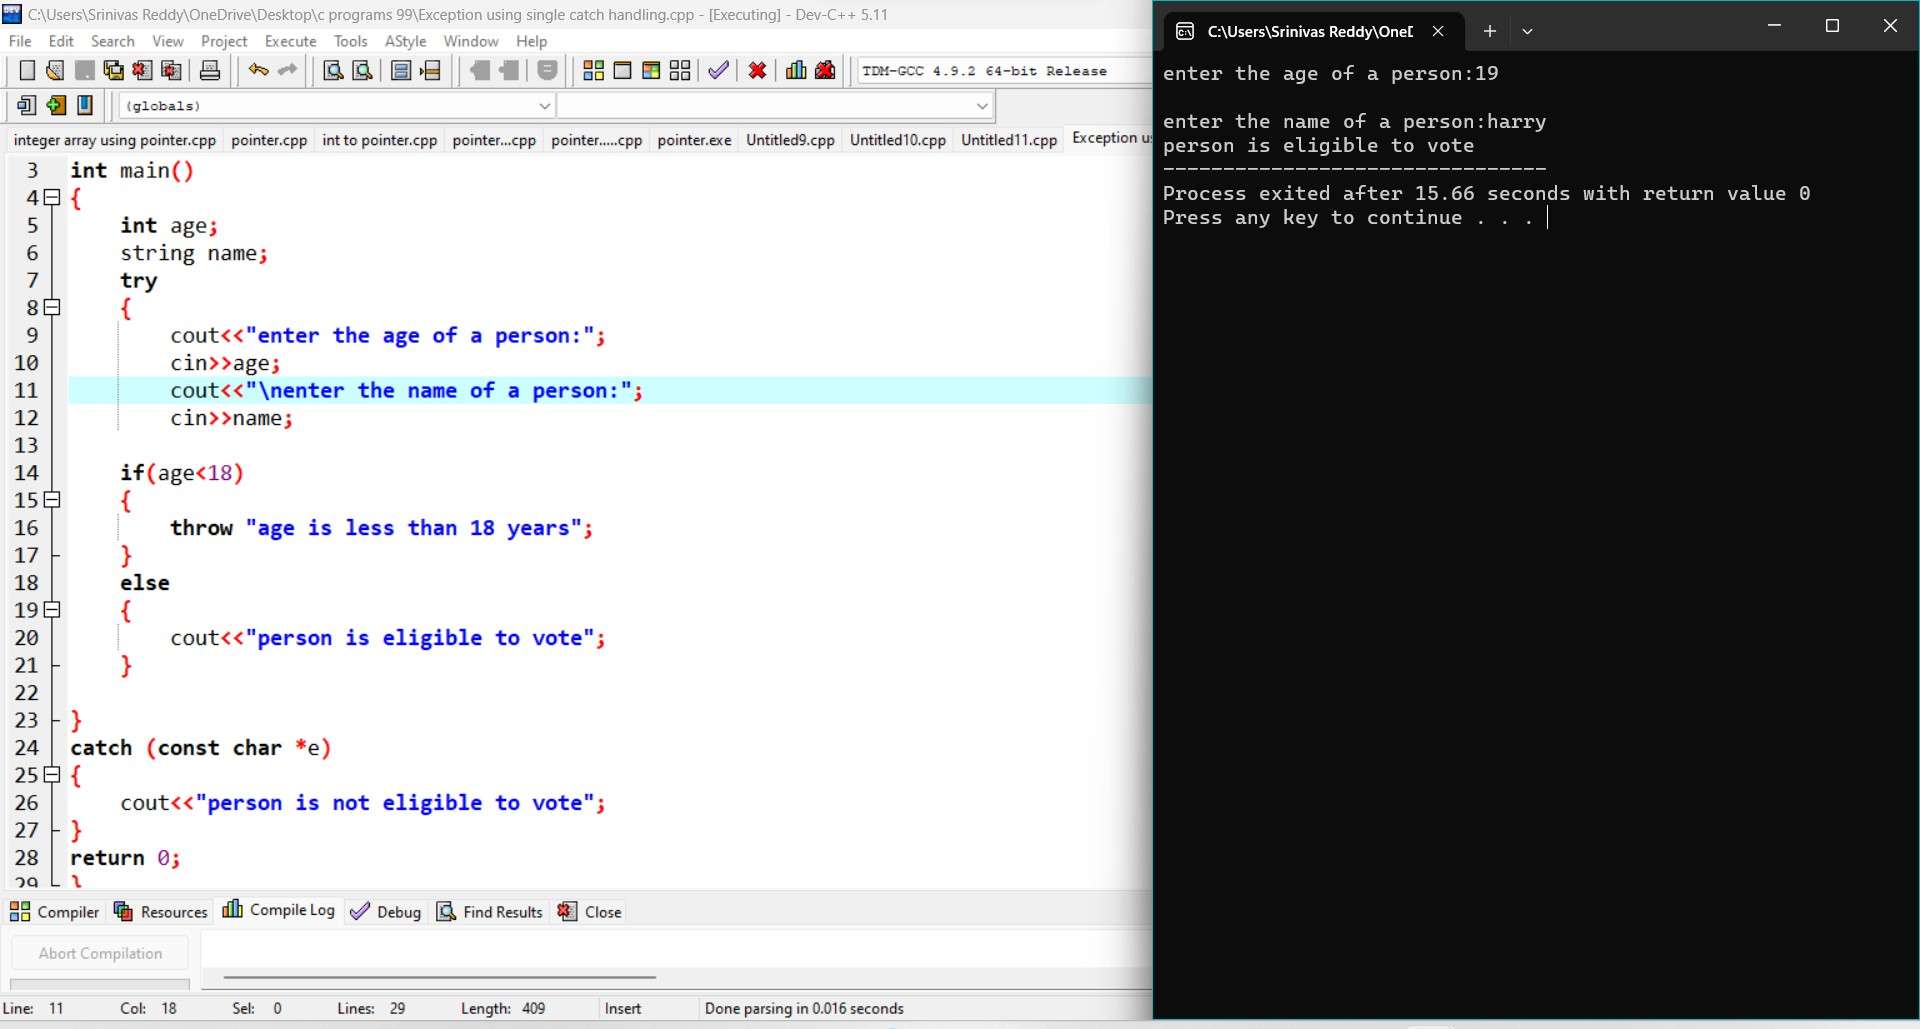 C:\Users\Srinivas Reddy\OneDrive\Desktop\c programs 99\Exception using single catch handling.cpp - [Executing] - Dev-C++ 5.11
File Edit Search View Project Execute Tools AStyle Window Help
TDM-GCC 4.9.2 64-bit Release
(globals)
integer array using pointer.cpp pointer.cpp int to pointer.cpp pointer...cpp pointer.....cpp pointer.exe Untitled9.cpp Untitled10.cpp Untitled11.cpp Exception us
3 int main()
4 {
5 int age;
6 string name;
7 try
8 {
9 cout<<"enter the age of a person:";
10 cin>>age;
11 cout<<"\nenter the name of a person:";
12 cin>>name;
13
14 if(age<18)
15 {
16 throw "age is less than 18 years";
17 }
18 else
19 {
20 cout<<"person is eligible to vote";
21 }
22
23 }
24 catch (const char *e)
25 {
26 cout<<"person is not eligible to vote";
27 }
28 return 0;
29 }
Compiler Resources Compile Log Debug Find Results Close
Abort Compilation
Line: 11 Col: 18 Sel: 0 Lines: 29 Length: 409 Insert Done parsing in 0.016 seconds
C:\Users\Srinivas Reddy\OneD
enter the age of a person:19
enter the name of a person:harry
person is eligible to vote
--------------------------------
Process exited after 15.66 seconds with return value 0
Press any key to continue . . .